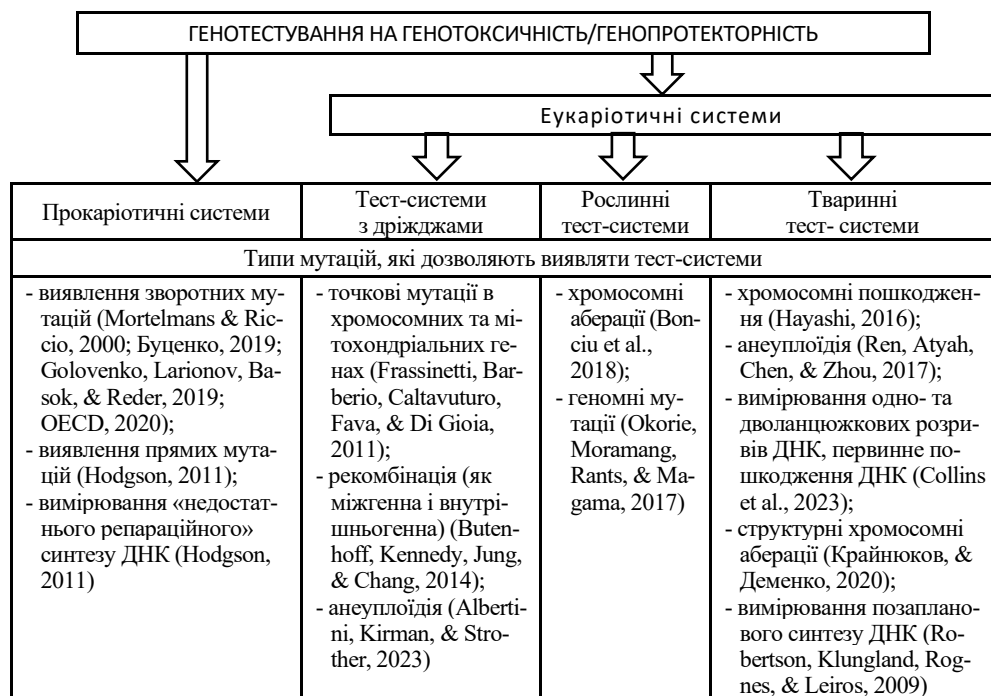 ГЕНОТЕСТУВАННЯ НА ГЕНОТОКСИЧНІСТЬ/ГЕНОПРОТЕКТОРНІСТЬ
Еукаріотичні системи
Прокаріотичні системи
Тест-системи
з дріжджами
Рослинні
тест-системи
Тваринні
тест- системи
Типи мутацій, які дозволяють виявляти тест-системи
- виявлення зворотних му-
тацій (Mortelmans & Ric-
cio, 2000; Буценко, 2019;
Golovenko, Larionov, Ba-
sok, & Reder, 2019;
OECD, 2020);
- виявлення прямих мута-
цій (Hodgson, 2011);
- вимірювання «недостат-
нього репараційного»
синтезу ДНК (Hodgson,
2011)
- точкові мутації в
хромосомних та мі-
тохондріальних ге-
нах (Frassinetti, Bar-
berio, Caltavuturo,
Fava, & Di Gioia,
2011);
- рекомбінація (як
міжгенна і внутрі-
шньогенна) (Buten-
hoff, Kennedy, Jung,
& Chang, 2014);
- анеуплоїдія (Alberti-
ni, Kirman, & Stro-
ther, 2023)
- хромосомні
аберації (Bon-
ciu et al.,
2018);
- геномні му-
тації (Okorie,
Moramang,
Rants, & Ma-
gama, 2017)
- хромосомні пошкоджен-
ня (Hayashi, 2016);
- анеуплоїдія (Ren, Atyah,
Chen, & Zhou, 2017);
- вимірювання одно- та
дволанцюжкових розри-
вів ДНК, первинне по-
шкодження ДНК (Collins
et al., 2023);
- структурні хромосомні
аберації (Крайнюков, &
Деменко, 2020);
- вимірювання позаплано-
вого синтезу ДНК (Ro-
bertson, Klungland, Rog-
nes, & Leiros, 2009)